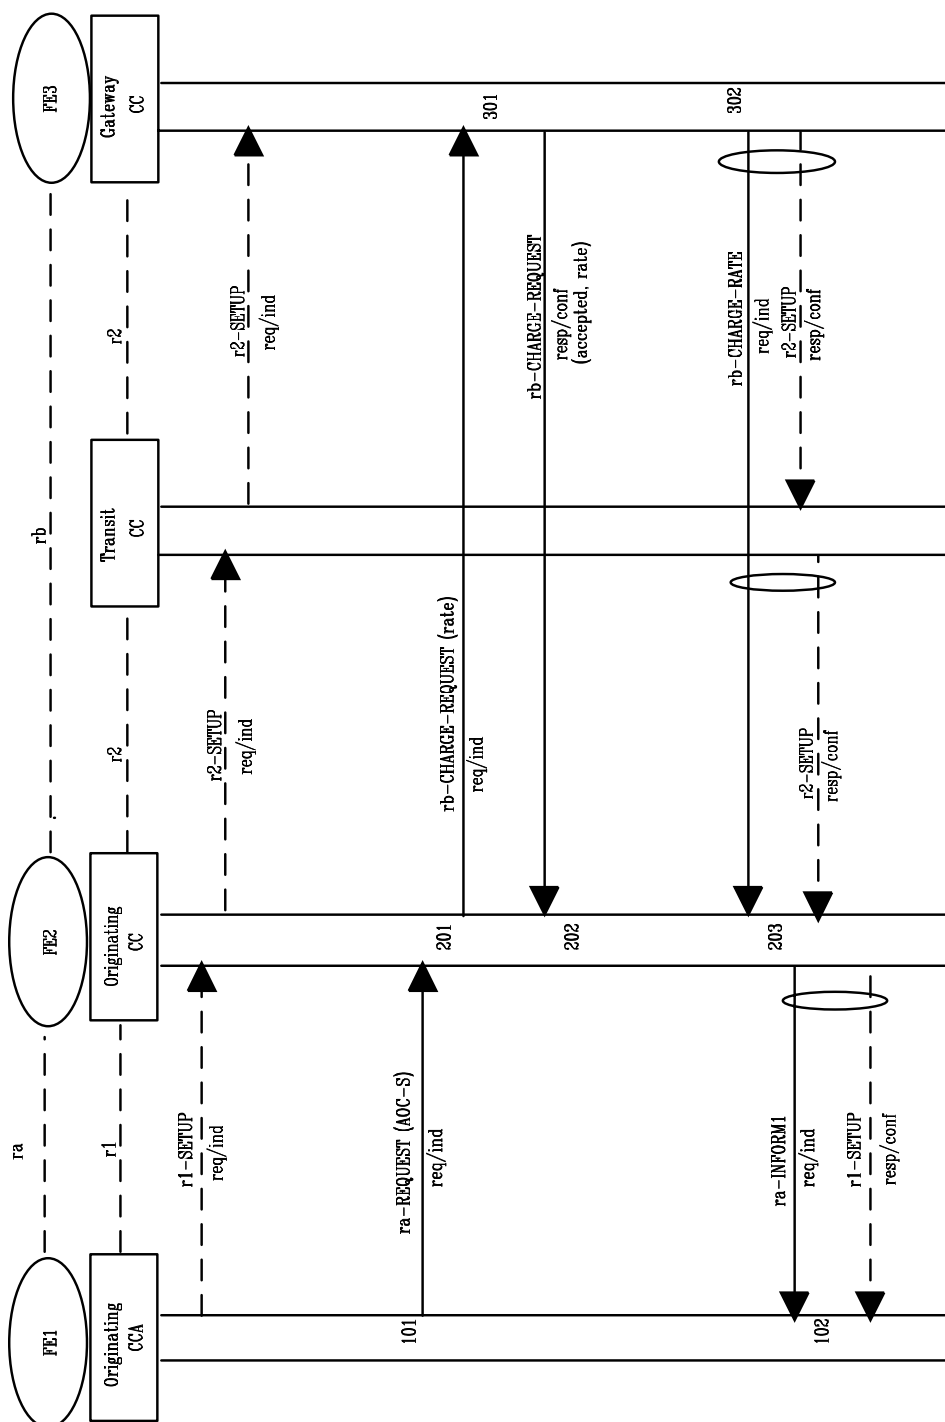 FE1
FE2
FE3
ra
rb
Originating
CCA
r1
Originating
CC
r2
Transit
CC
r2
Gateway
CC
r1-SETUP
req/ind
r2-SETUP
req/ind
r2-SETUP
req/ind
101
ra-REQUEST (AOC-S)
req/ind
201
rb-CHARGE-REQUEST (rate)
req/ind
301
202
rb-CHARGE-REQUEST
resp/conf
(accepted, rate)
302
rb-CHARGE-RATE
req/ind
r2-SETUP
resp/conf
203
r2-SETUP
resp/conf
102
ra-INFORM1
req/ind
r1-SETUP
resp/conf